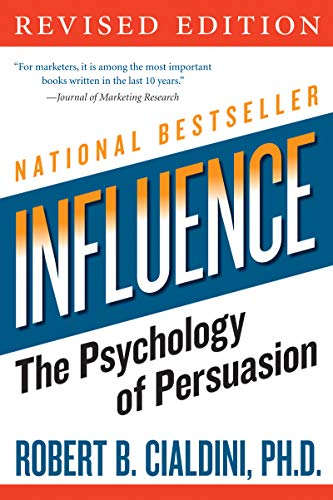 REVISED EDITION
“For marketers, it is among the most important
books written in the last 10 years.”
—Journal of Marketing Research
NATIONAL BESTSELLER
INFLUENCE
The Psychology
of Persuasion
ROBERT B. CIALDINI, PH.D.